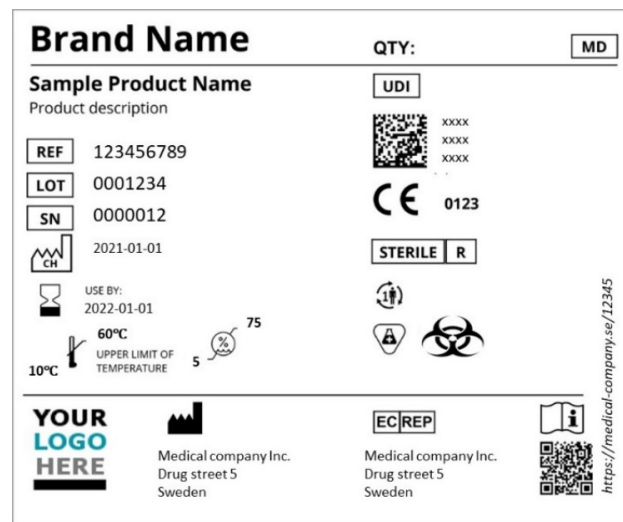 Brand Name
QTY:
MD
Sample Product Name
Product description
UDI
xxxx
xxxx
xxxx
REF 123456789
LOT 0001234
SN 0000012
CH 2021-01-01
CE 0123
STERILE R
USE BY:
2022-01-01
1
60°C
UPPER LIMIT OF
TEMPERATURE
10°C
%
75
5
YOUR
LOGO
HERE
Medical company Inc.
Drug street 5
Sweden
EC REP
Medical company Inc.
Drug street 5
Sweden
i
https://medical-company.se/12345